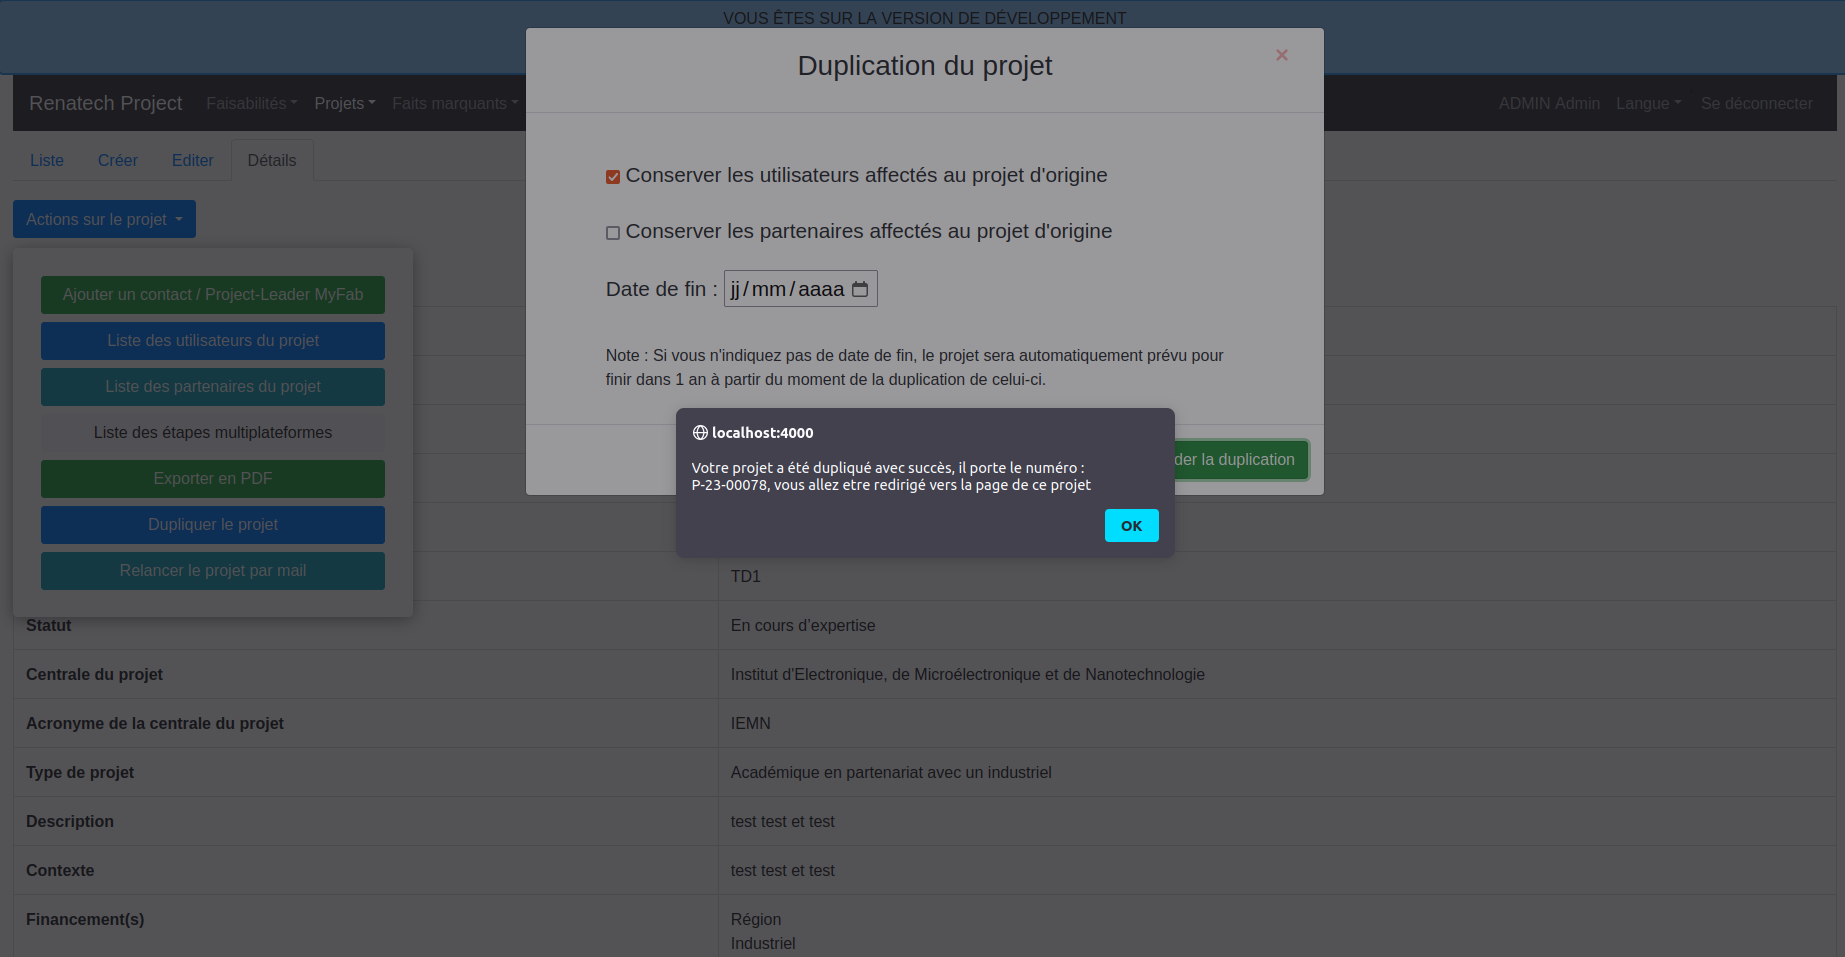 VOUS ÊTES SUR LA VERSION DE DÉVELOPPEMENT
Duplication du projet
×
Renatech Project Faisabilités Projets Faits marquants
ADMIN Admin Langue Se déconnecter
Liste Créer Editer Détails
Actions sur le projet
Conserver les utilisateurs affectés au projet d'origine
Conserver les partenaires affectés au projet d'origine
Date de fin : jj/mm/aaaa
Note : Si vous n'indiquez pas de date de fin, le projet sera automatiquement prévu pour
finir dans 1 an à partir du moment de la duplication de celui-ci.
der la duplication
Ajouter un contact / Project-Leader MyFab
Liste des utilisateurs du projet
Liste des partenaires du projet
Liste des étapes multiplateformes
Exporter en PDF
Dupliquer le projet
Relancer le projet par mail
localhost:4000
Votre projet a été dupliqué avec succès, il porte le numéro :
P-23-00078, vous allez etre redirigé vers la page de ce projet
OK
TD1
Statut En cours d’expertise
Centrale du projet Institut d'Electronique, de Microélectronique et de Nanotechnologie
Acronyme de la centrale du projet IEMN
Type de projet Académique en partenariat avec un industriel
Description test test et test
Contexte test test et test
Financement(s) Région
Industriel